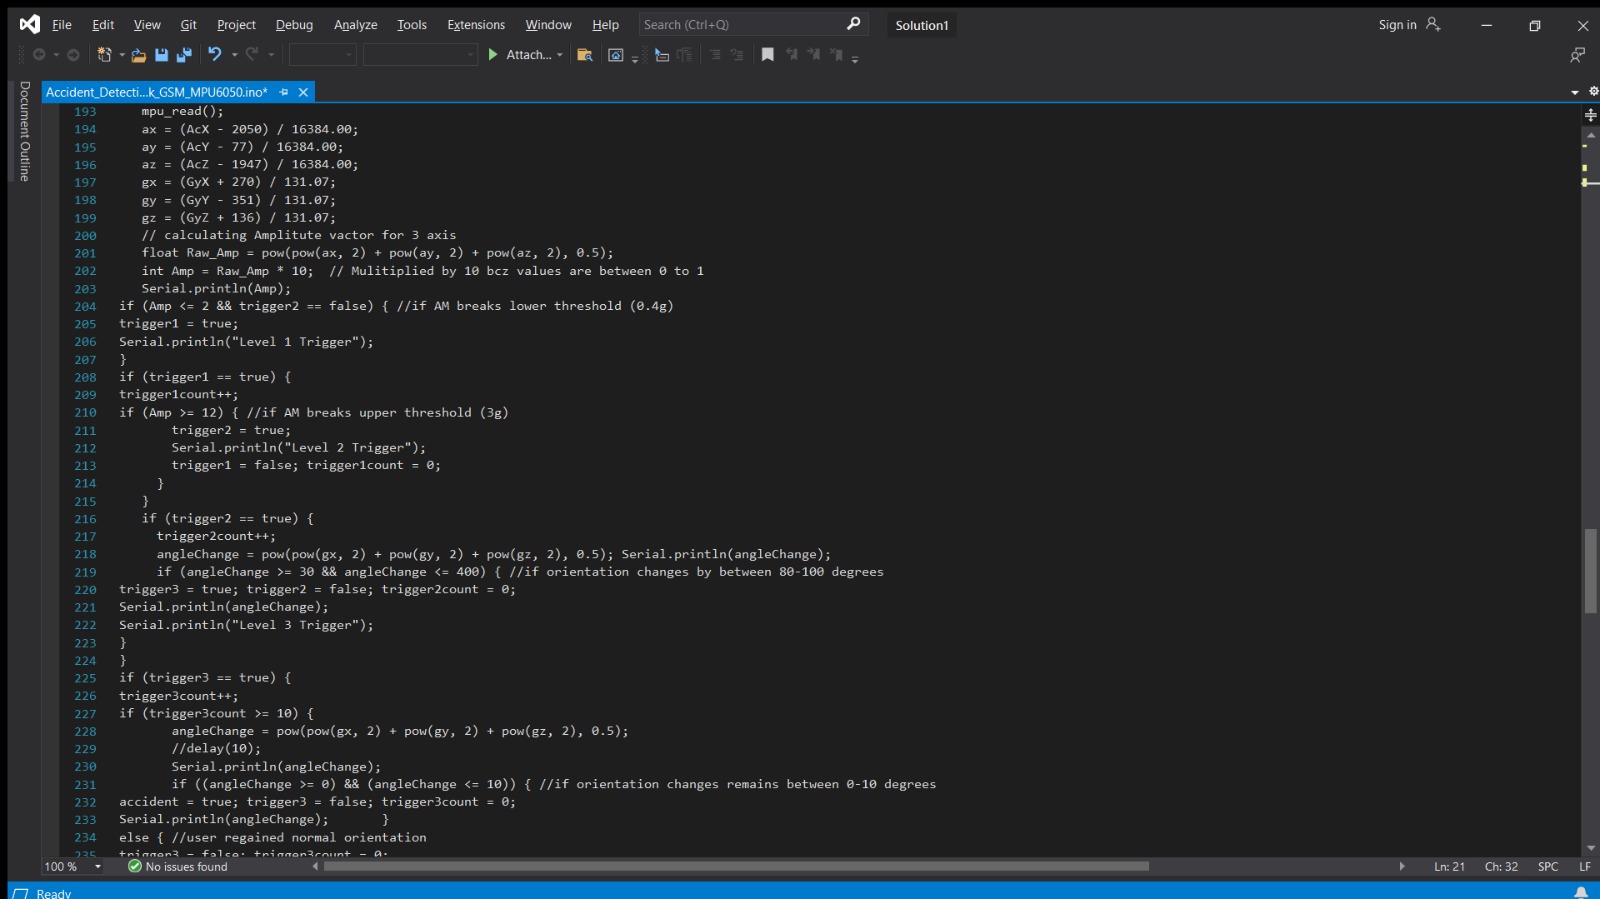 File Edit View Git Project Debug Analyze Tools Extensions Window Help Search (Ctrl+Q) Solution1 Sign in
Attach...
Document Outline
Accident_Detecti...k_GSM_MPU6050.ino*
193 mpu_read();
194 ax = (AcX - 2050) / 16384.00;
195 ay = (AcY - 77) / 16384.00;
196 az = (AcZ - 1947) / 16384.00;
197 gx = (GyX + 270) / 131.07;
198 gy = (GyY - 351) / 131.07;
199 gz = (GyZ + 136) / 131.07;
200 // calculating Amplitute vactor for 3 axis
201 float Raw_Amp = pow(pow(ax, 2) + pow(ay, 2) + pow(az, 2), 0.5);
202 int Amp = Raw_Amp * 10;  // Mulitiplied by 10 bcz values are between 0 to 1
203 Serial.println(Amp);
204 if (Amp <= 2 && trigger2 == false) { //if AM breaks lower threshold (0.4g)
205 trigger1 = true;
206 Serial.println("Level 1 Trigger");
207 }
208 if (trigger1 == true) {
209 trigger1count++;
210 if (Amp >= 12) { //if AM breaks upper threshold (3g)
211 trigger2 = true;
212 Serial.println("Level 2 Trigger");
213 trigger1 = false; trigger1count = 0;
214 }
215 }
216 if (trigger2 == true) {
217 trigger2count++;
218 angleChange = pow(pow(gx, 2) + pow(gy, 2) + pow(gz, 2), 0.5); Serial.println(angleChange);
219 if (angleChange >= 30 && angleChange <= 400) { //if orientation changes by between 80-100 degrees
220 trigger3 = true; trigger2 = false; trigger2count = 0;
221 Serial.println(angleChange);
222 Serial.println("Level 3 Trigger");
223 }
224 }
225 if (trigger3 == true) {
226 trigger3count++;
227 if (trigger3count >= 10) {
228 angleChange = pow(pow(gx, 2) + pow(gy, 2) + pow(gz, 2), 0.5);
229 //delay(10);
230 Serial.println(angleChange);
231 if ((angleChange >= 0) && (angleChange <= 10)) { //if orientation changes remains between 0-10 degrees
232 accident = true; trigger3 = false; trigger3count = 0;
233 Serial.println(angleChange); }
234 else { //user regained normal orientation
235 trigger3 = false; trigger3count = 0;
100 % No issues found Ln: 21 Ch: 32 SPC LF
Ready